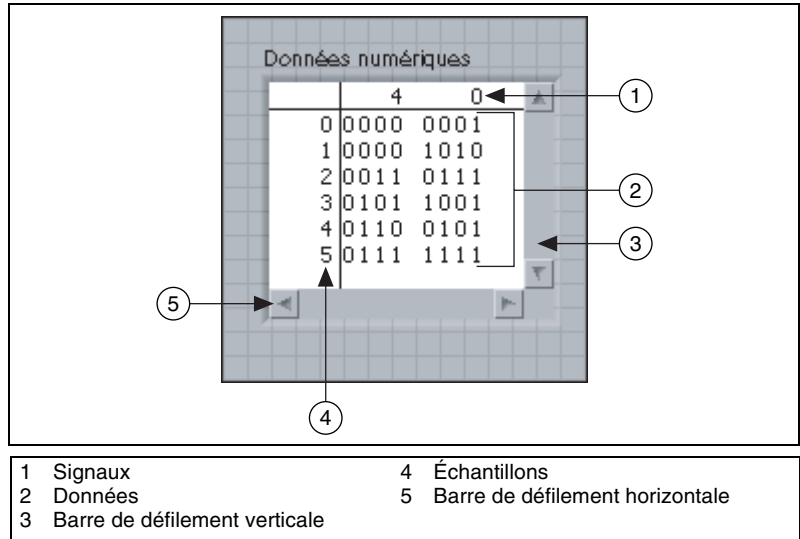 Données numériques
4 0 1
0 0000 0001
1 0000 1010
2 0011 0111 2
3 0101 1001
4 0110 0101 3
5 0111 1111
5
4
1 Signaux 4 Échantillons
2 Données 5 Barre de défilement horizontale
3 Barre de défilement verticale